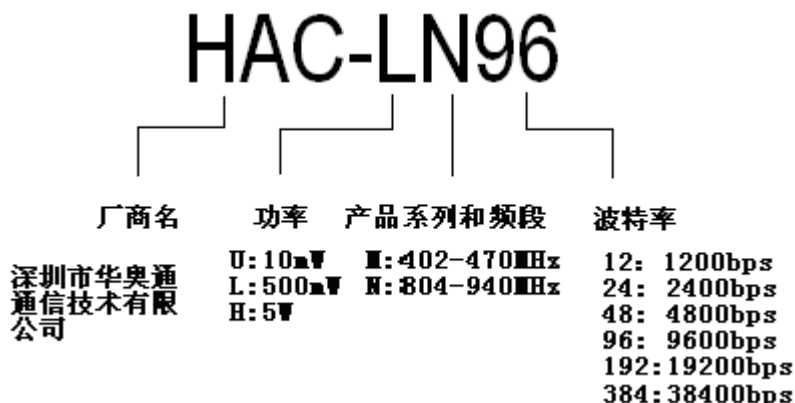 HAC-LN96
厂商名
功率
产品系列和频段
波特率
深圳市华奥通
通信技术有限
公司
U:10mW
L:500mW
H:5W
M:402-470MHz
N:804-940MHz
12: 1200bps
24: 2400bps
48: 4800bps
96: 9600bps
192:19200bps
384:38400bps